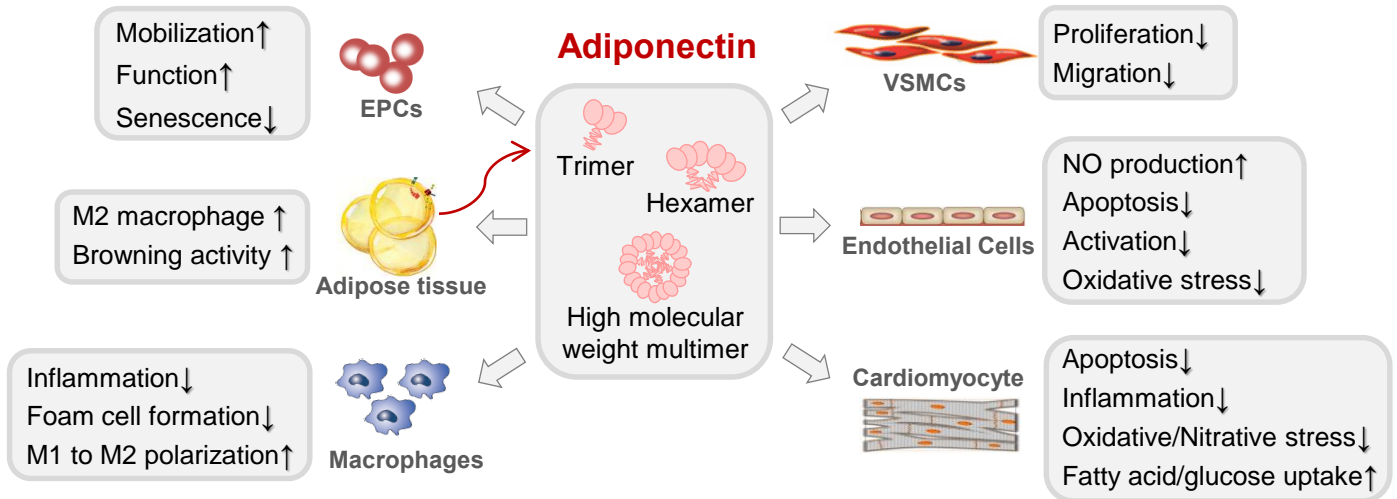 Adiponectin
Mobilization↑
Function↑
Senescence↓
EPCs
M2 macrophage ↑
Browning activity ↑
Adipose tissue
Inflammation↓
Foam cell formation↓
M1 to M2 polarization↑
Macrophages
Trimer
Hexamer
High molecular
weight multimer
VSMCs
Proliferation↓
Migration↓
Endothelial Cells
NO production↑
Apoptosis↓
Activation↓
Oxidative stress↓
Cardiomyocyte
Apoptosis↓
Inflammation↓
Oxidative/Nitrative stress↓
Fatty acid/glucose uptake↑